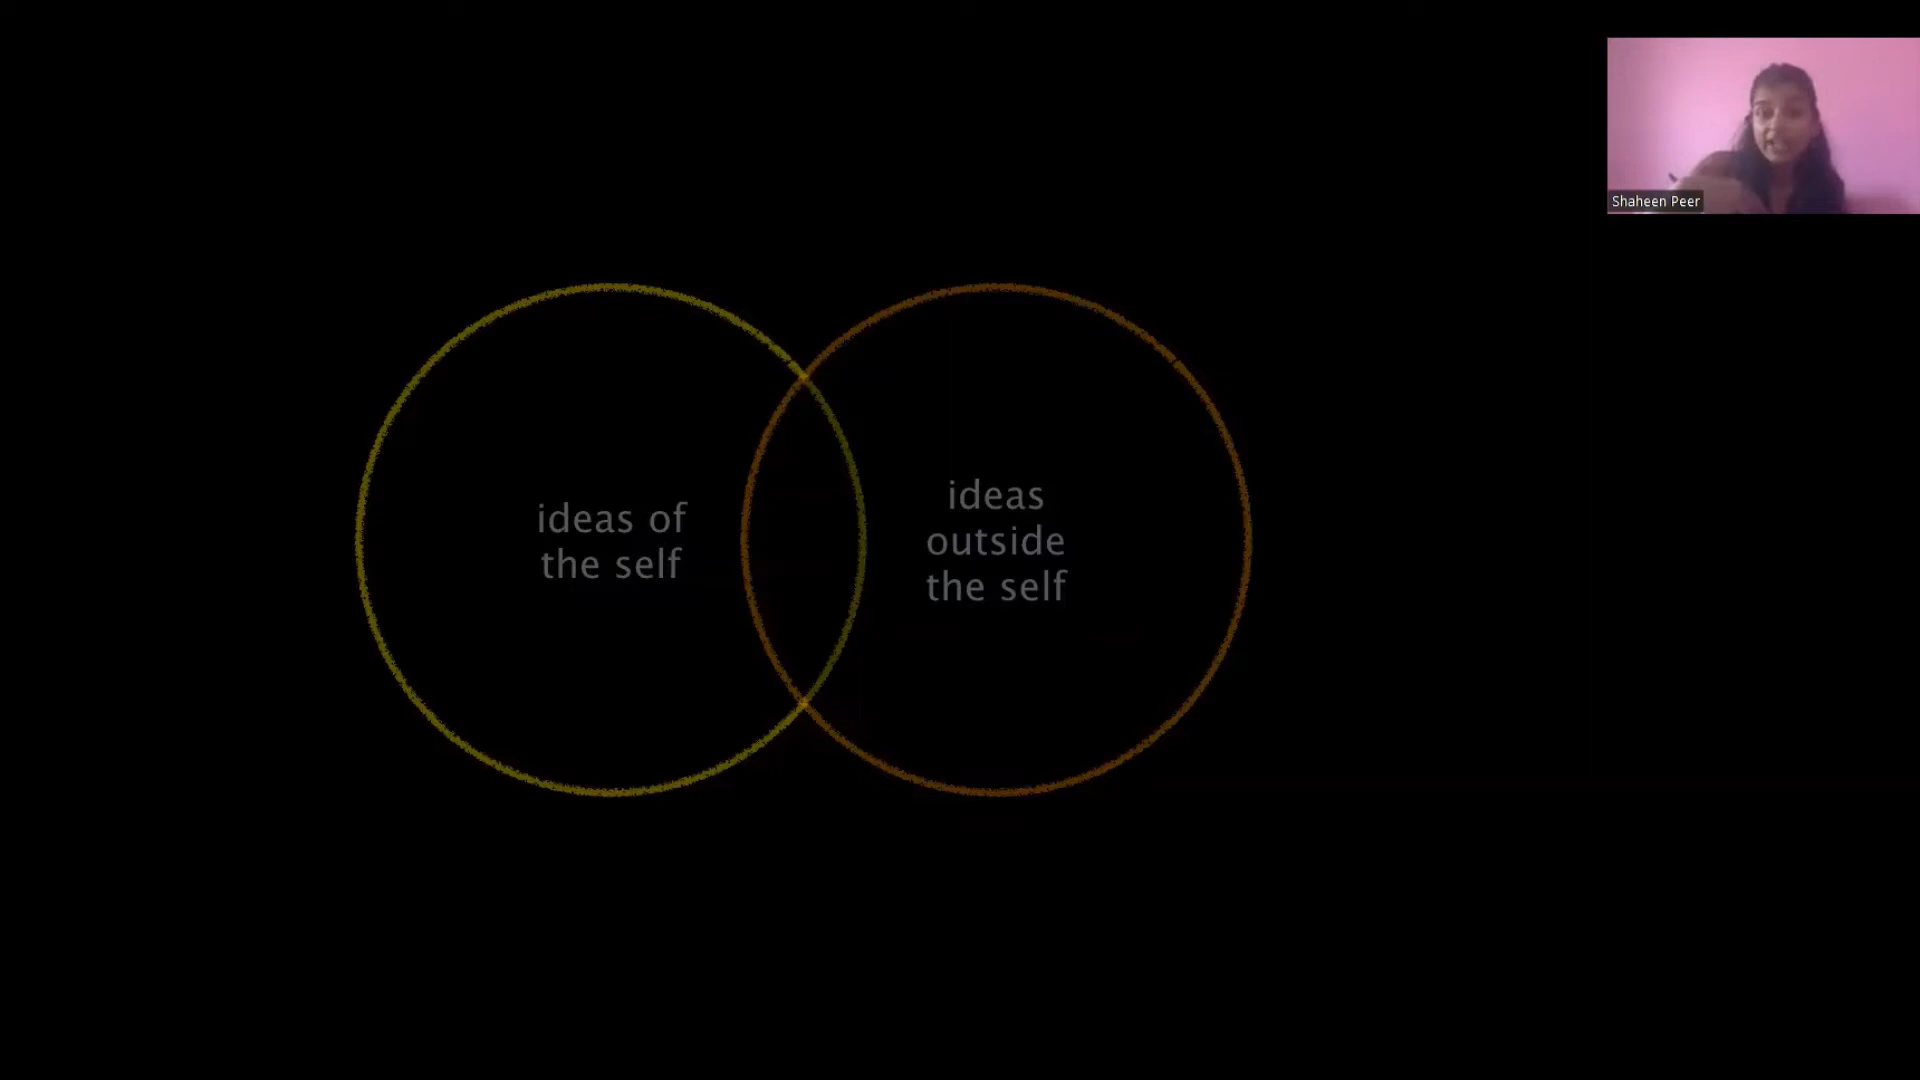 Shaheen Peer
ideas of
the self
ideas
outside
the self